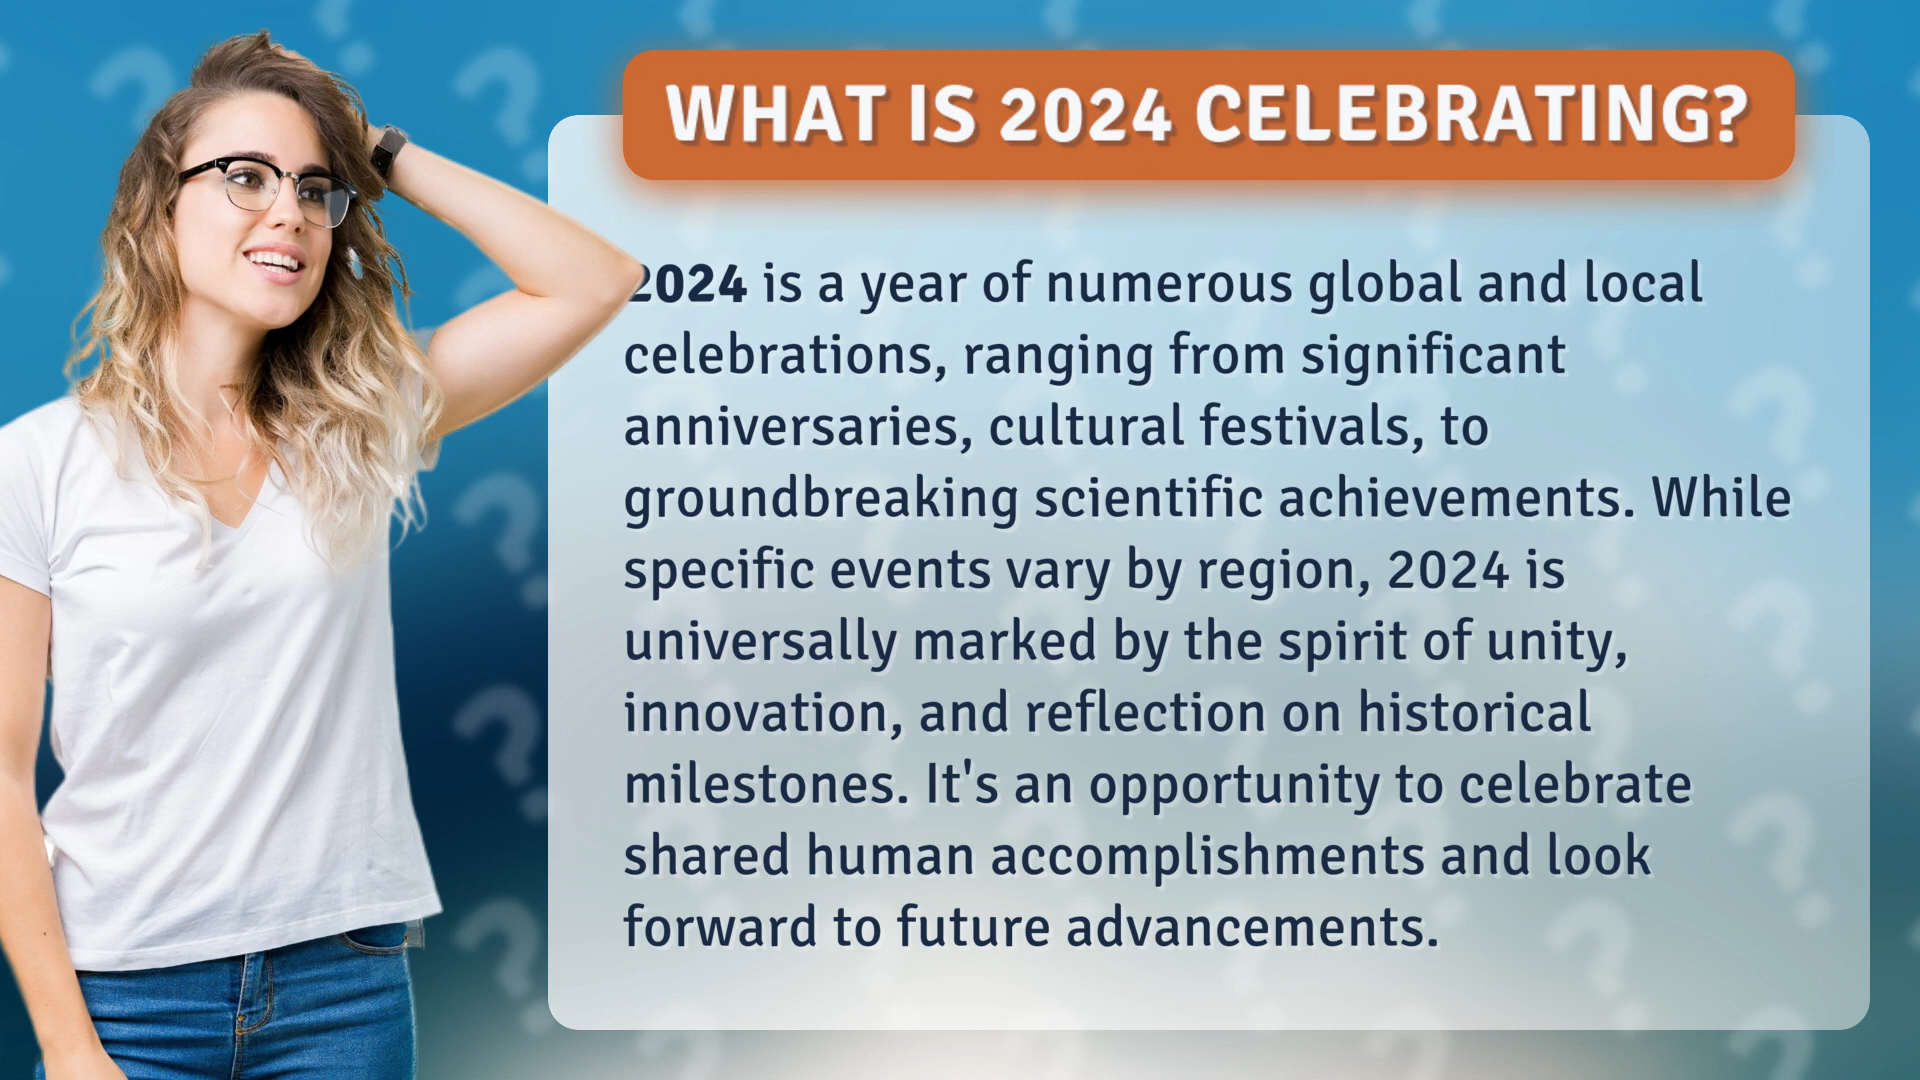 WHAT IS 2024 CELEBRATING?
2024 is a year of numerous global and local
celebrations, ranging from significant
anniversaries, cultural festivals, to
groundbreaking scientific achievements. While
specific events vary by region, 2024 is
universally marked by the spirit of unity,
innovation, and reflection on historical
milestones. It's an opportunity to celebrate
shared human accomplishments and look
forward to future advancements.